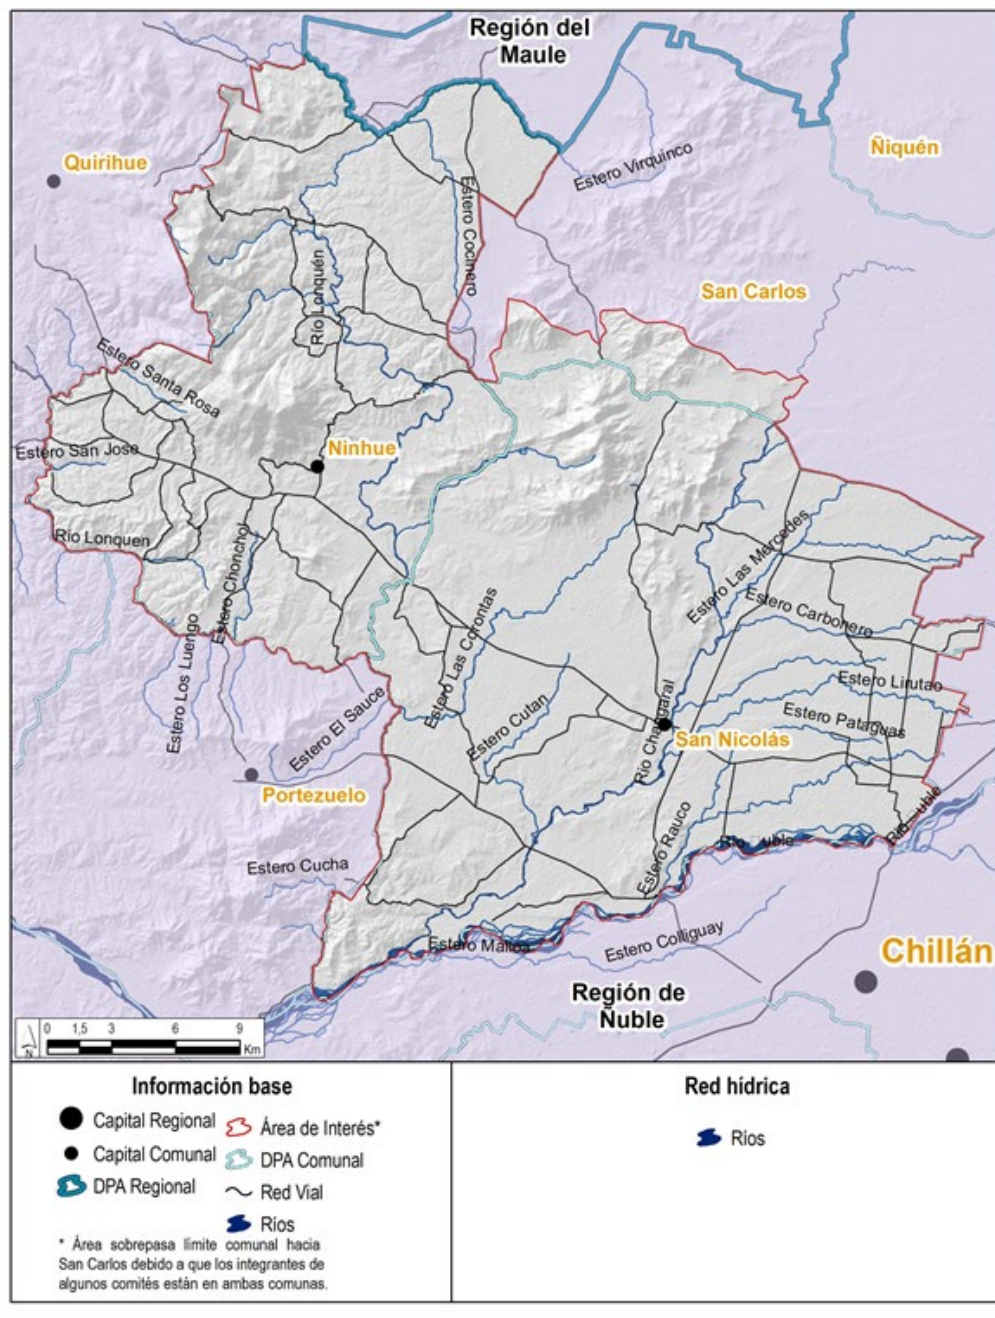 Región del
Maule
Quirihue
Ñiquén
Estero Virquinco
Estero Cocinero
Río Lonquén
San Carlos
Estero Santa Rosa
Ninhue
Estero San Jose
Río Lonquen
Estero Chonchol
Estero Las Mercedes
Estero Carbonero
Estero Los Luengo
Estero Las Corontas
Estero El Sauce
Estero Cutan
Río Changaral
Estero Lirutao
Estero Pataguas
San Nicolás
Portezuelo
Estero Rauco
Estero Cucha
Estero Malloa
Estero Colliguay
Chillán
Región de
Ñuble
0 1,5 3 6 9
Km
N
Información base
Capital Regional
Capital Comunal
DPA Regional
Área de Interés*
DPA Comunal
Red Vial
Ríos
* Área sobrepasa límite comunal hacia
San Carlos debido a que los integrantes de
algunos comités están en ambas comunas.
Red hídrica
Ríos